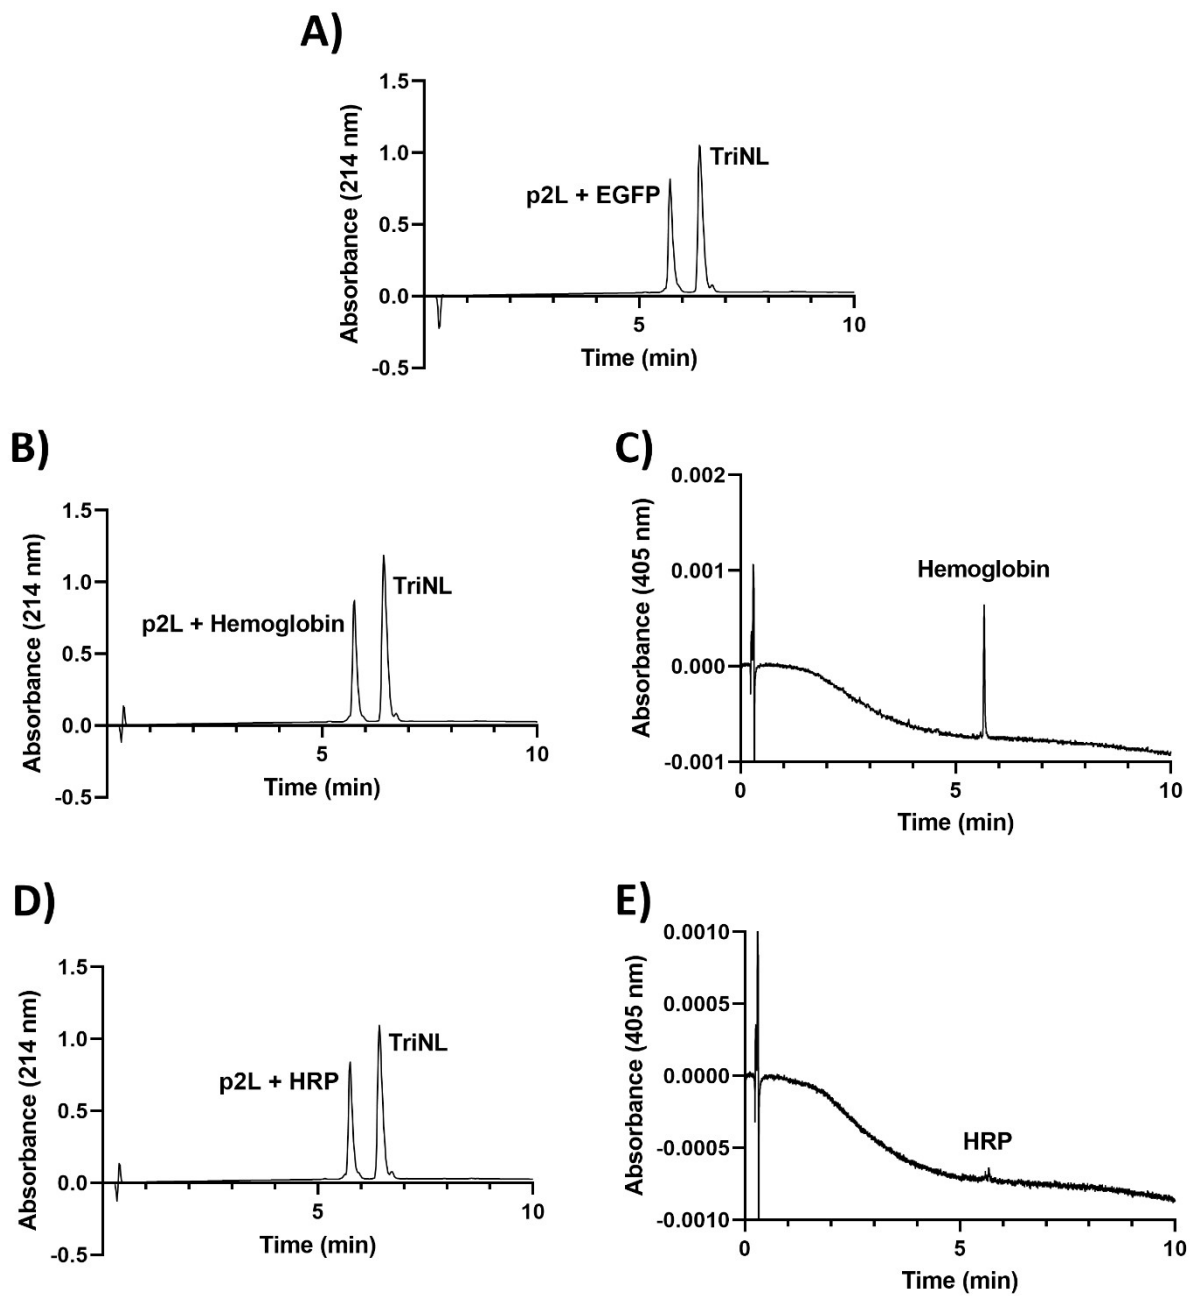 A)
Absorbance (214 nm)
1.5
1.0
0.5
0.0
-0.5
p2L + EGFP
TriNL
5
10
Time (min)
B)
Absorbance (214 nm)
1.5
1.0
0.5
0.0
-0.5
p2L + Hemoglobin
TriNL
5
10
Time (min)
C)
Absorbance (405 nm)
0.002
0.001
0.000
-0.001
Hemoglobin
0
5
10
Time (min)
D)
Absorbance (214 nm)
1.5
1.0
0.5
0.0
-0.5
p2L + HRP
TriNL
5
10
Time (min)
E)
Absorbance (405 nm)
0.0010
0.0005
0.0000
-0.0005
-0.0010
HRP
0
5
10
Time (min)